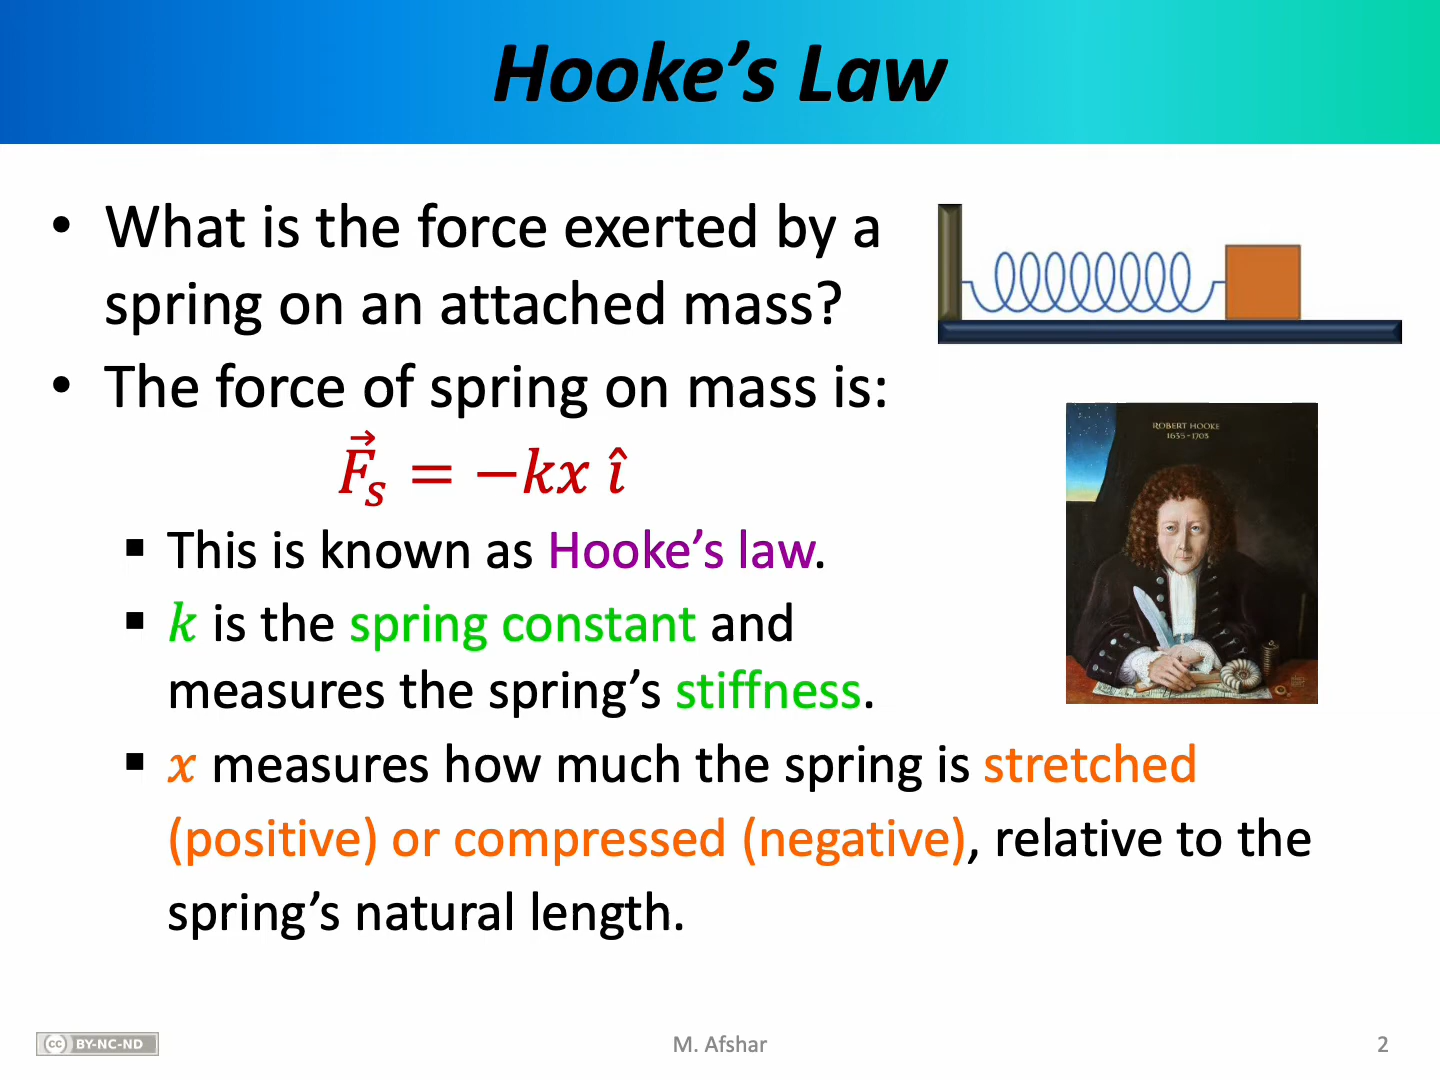 Hooke’s Law
• What is the force exerted by a
spring on an attached mass?
• The force of spring on mass is:
F⃗ₛ = −kx î
▪ This is known as Hooke’s law.
▪ k is the spring constant and
measures the spring’s stiffness.
▪ x measures how much the spring is stretched
(positive) or compressed (negative), relative to the
spring’s natural length.
ROBERT HOOKE
1635-1703
cc BY-NC-ND
M. Afshar
2